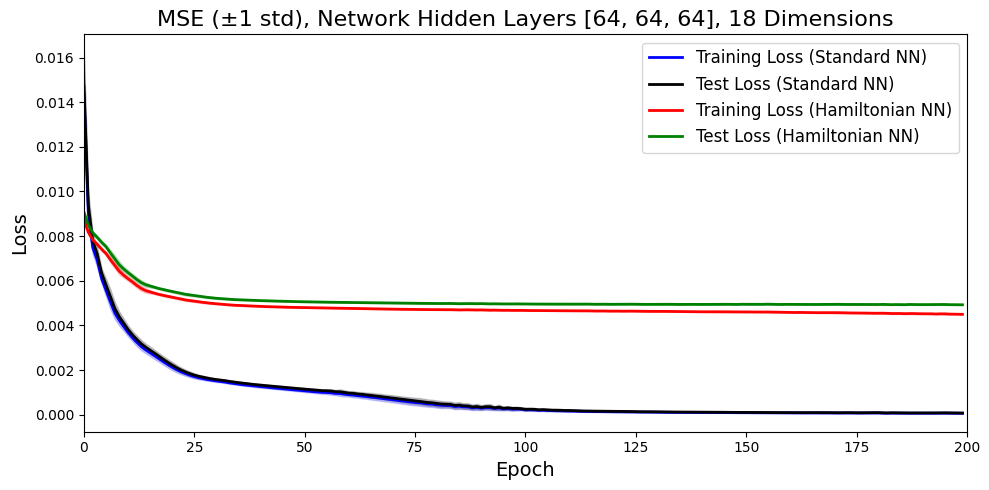 MSE (±1 std), Network Hidden Layers [64, 64, 64], 18 Dimensions
Training Loss (Standard NN)
Test Loss (Standard NN)
Training Loss (Hamiltonian NN)
Test Loss (Hamiltonian NN)
Loss
0.016
0.014
0.012
0.010
0.008
0.006
0.004
0.002
0.000
0 25 50 75 100 125 150 175 200
Epoch